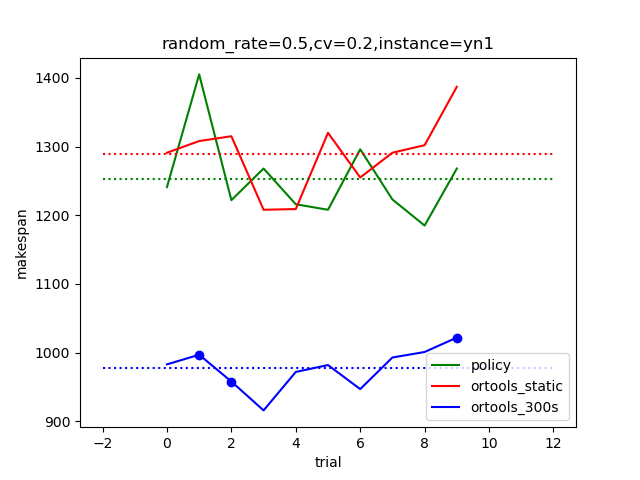 random_rate=0.5,cv=0.2,instance=yn1
makespan
1400
1300
1200
1100
1000
900
−2
0
2
4
6
8
10
12
trial
policy
ortools_static
ortools_300s